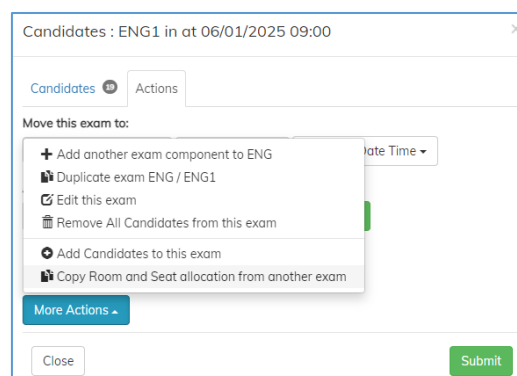 Candidates : ENG1 in at 06/01/2025 09:00
×
Candidates 19 Actions
Move this exam to:
Date Time
Add another exam component to ENG
Duplicate exam ENG / ENG1
Edit this exam
Remove All Candidates from this exam
Add Candidates to this exam
Copy Room and Seat allocation from another exam
More Actions
Close Submit